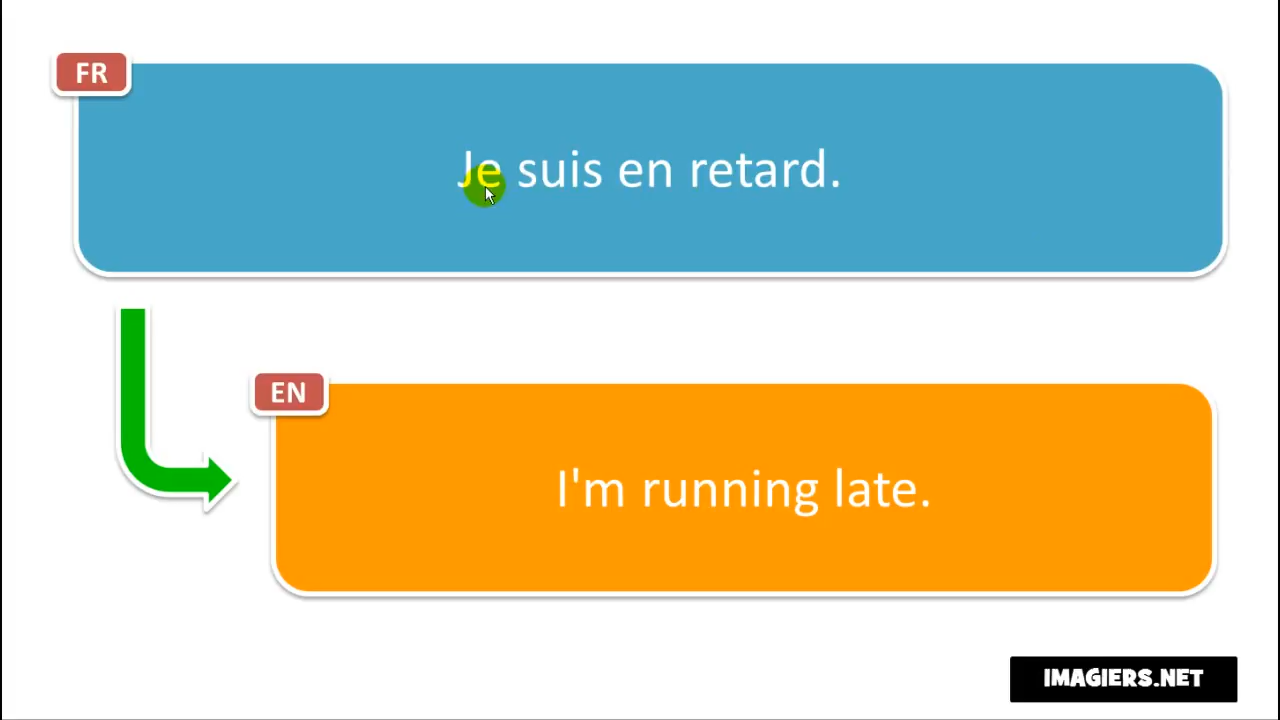 FR
Je suis en retard.
EN
I'm running late.
IMAGIERS.NET